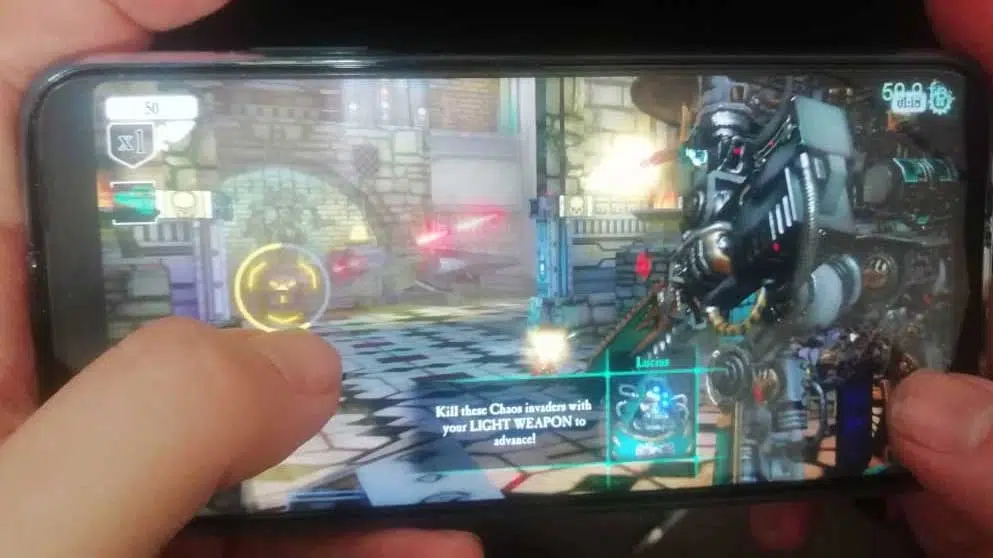 50
x1
Lucius
Kill these Chaos invaders with
your LIGHT WEAPON to
advance!